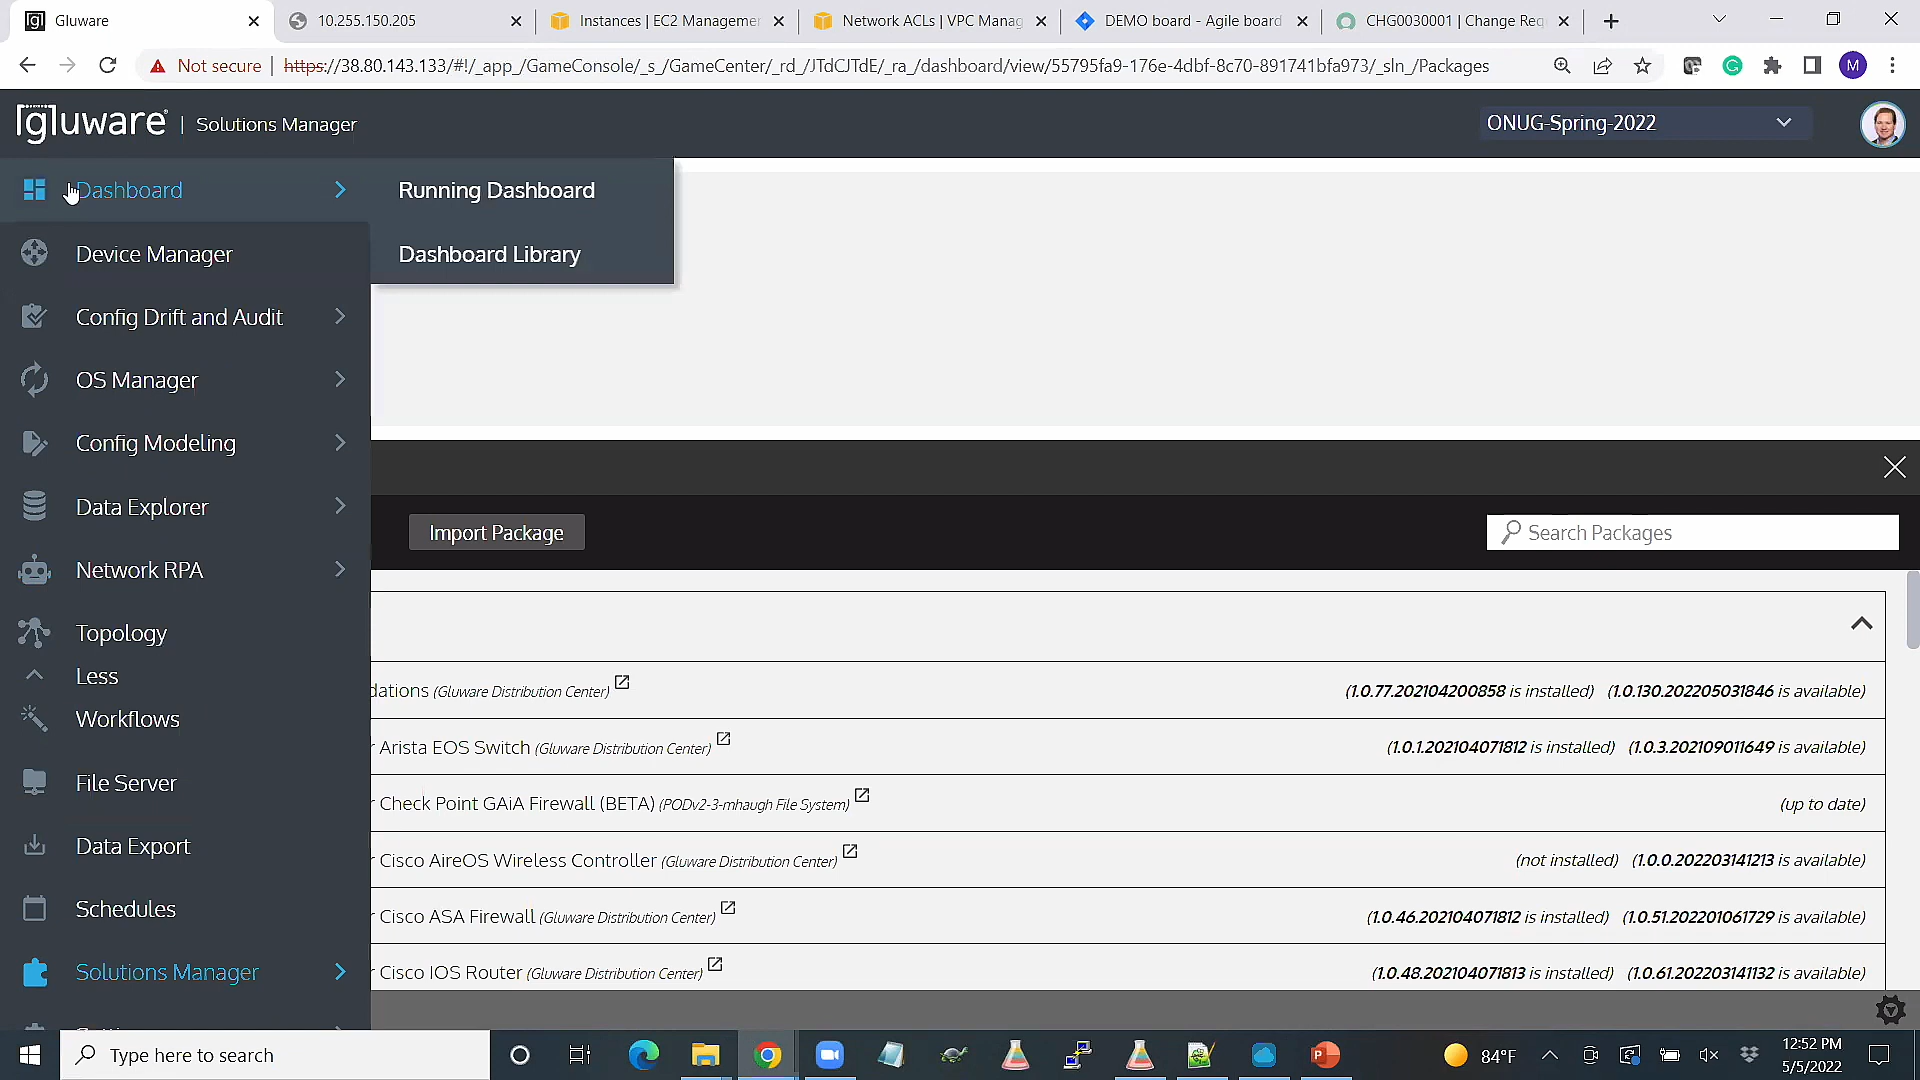 Gluware
10.255.150.205
Instances | EC2 Managemer
Network ACLs | VPC Manag
DEMO board - Agile board
CHG0030001 | Change Req
Not secure | https://38.80.143.133/#!/_app_/GameConsole/_s_/GameCenter/_rd_/JTdCJTdE/_ra_/dashboard/view/55795fa9-176e-4dbf-8c70-891741bfa973/_sln_/Packages
M
gluware | Solutions Manager
ONUG-Spring-2022
Dashboard
Running Dashboard
Device Manager
Dashboard Library
Config Drift and Audit
OS Manager
Config Modeling
Data Explorer
Import Package
Search Packages
Network RPA
Topology
Less
dations (Gluware Distribution Center) (1.0.77.202104200858 is installed) (1.0.130.202205031846 is available)
Workflows
r Arista EOS Switch (Gluware Distribution Center) (1.0.1.202104071812 is installed) (1.0.3.202109011649 is available)
File Server
r Check Point GAiA Firewall (BETA) (PODv2-3-mhaugh File System) (up to date)
Data Export
r Cisco AireOS Wireless Controller (Gluware Distribution Center) (not installed) (1.0.0.202203141213 is available)
Schedules
r Cisco ASA Firewall (Gluware Distribution Center) (1.0.46.202104071812 is installed) (1.0.51.202201061729 is available)
Solutions Manager
r Cisco IOS Router (Gluware Distribution Center) (1.0.48.202104071813 is installed) (1.0.61.202203141132 is available)
Type here to search
84°F
12:52 PM
5/5/2022